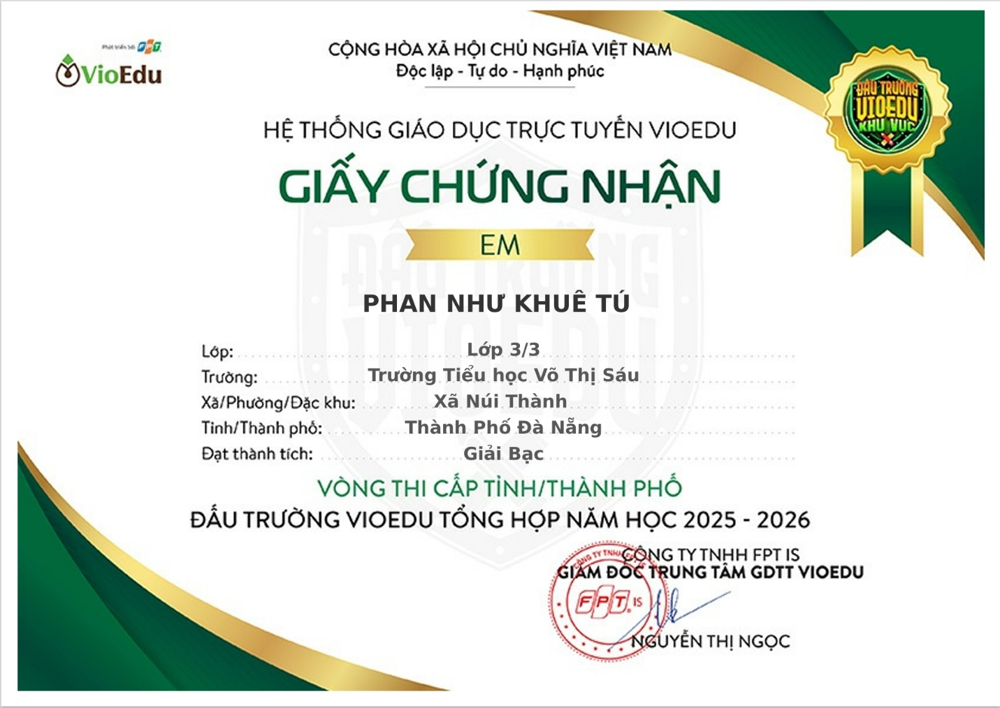 Phát triển bởi FPT
VioEdu
CỘNG HÒA XÃ HỘI CHỦ NGHĨA VIỆT NAM
Độc lập - Tự do - Hạnh phúc
ĐẤU TRƯỜNG
VIOEDU
KHU VỰC
HỆ THỐNG GIÁO DỤC TRỰC TUYẾN VIOEDU
GIẤY CHỨNG NHẬN
EM
ĐẤU TRƯỜNG
VIOEDU
PHAN NHƯ KHUÊ TÚ
Lớp: Lớp 3/3
Trường: Trường Tiểu học Võ Thị Sáu
Xã/Phường/Đặc khu: Xã Núi Thành
Tỉnh/Thành phố: Thành Phố Đà Nẵng
Đạt thành tích: Giải Bạc
VÒNG THI CẤP TỈNH/THÀNH PHỐ
ĐẤU TRƯỜNG VIOEDU TỔNG HỢP NĂM HỌC 2025 - 2026
CÔNG TY TNHH FPT IS
GIÁM ĐỐC TRUNG TÂM GDTT VIOEDU
CÔNG TY TNHH FPT IS
FPT IS
NGUYỄN THỊ NGỌC